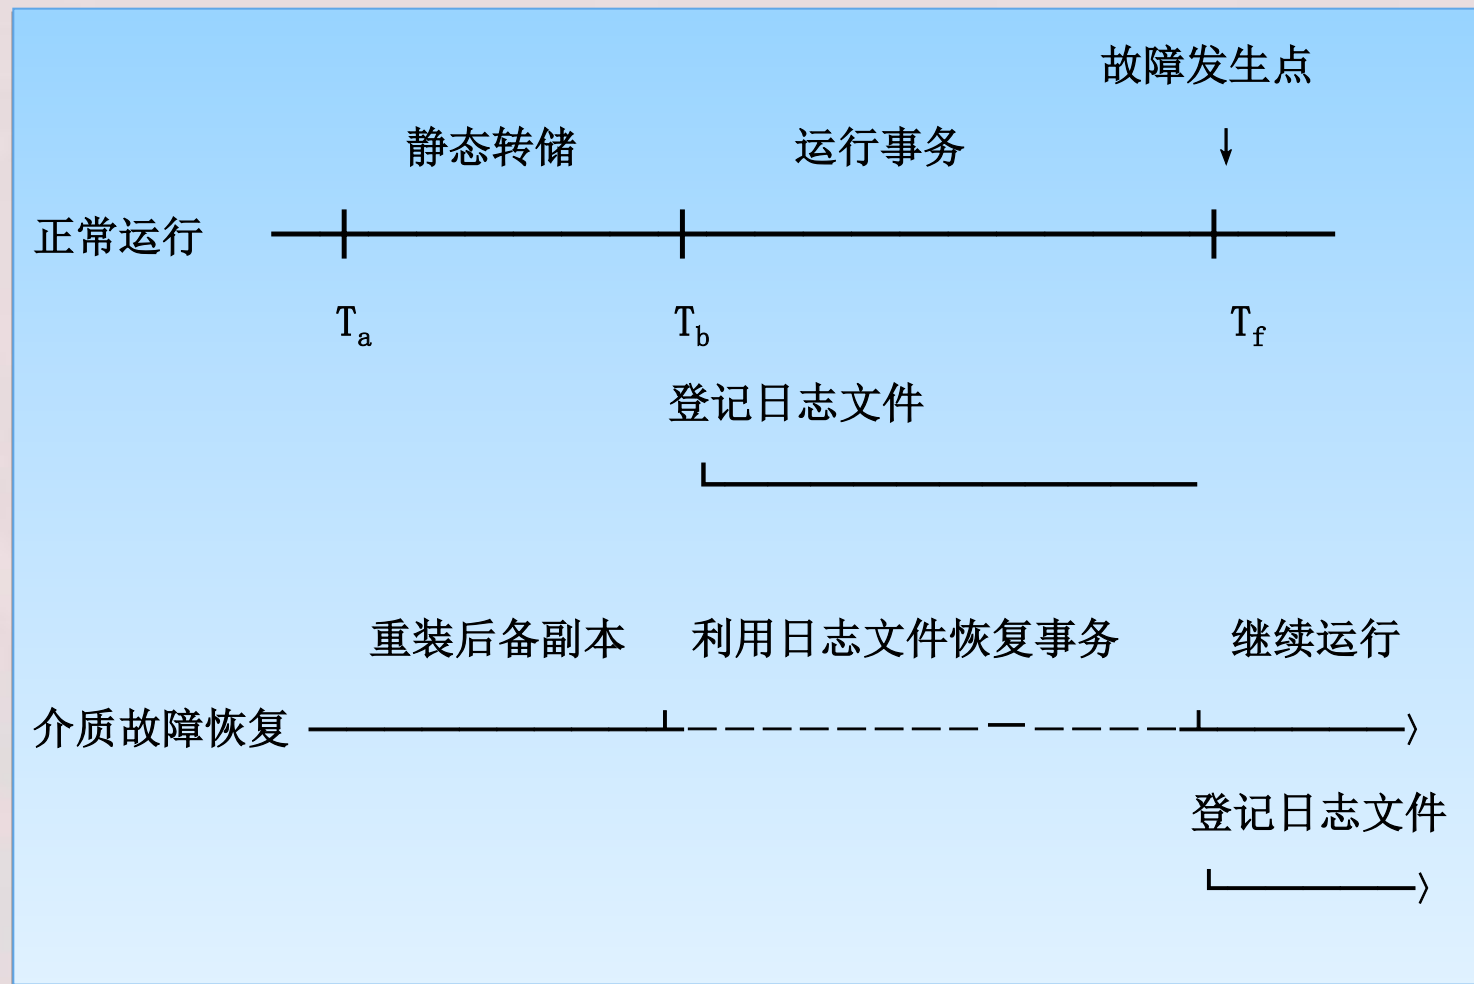 故障发生点
静态转储 运行事务 ↓
正常运行
Ta Tb Tf
登记日志文件
重装后备副本 利用日志文件恢复事务 继续运行
介质故障恢复
登记日志文件